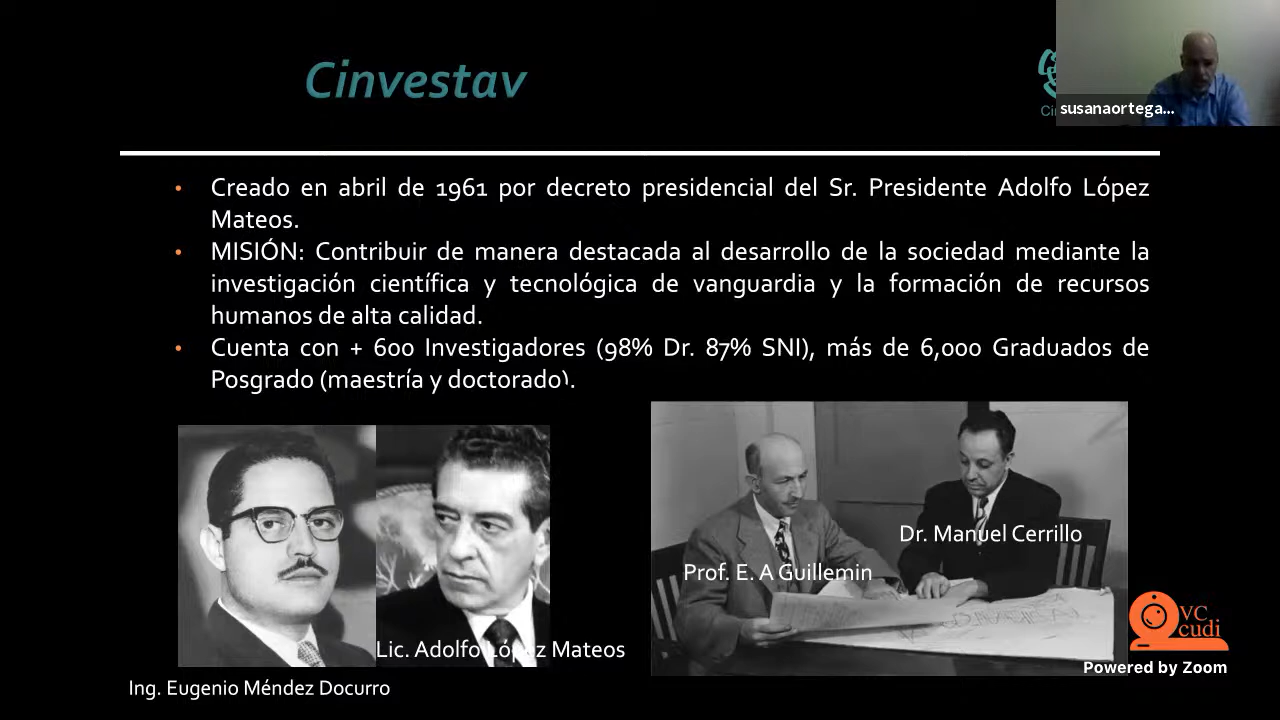 Cinvestav
susanaortega...
Creado en abril de 1961 por decreto presidencial del Sr. Presidente Adolfo López
Mateos.
MISIÓN: Contribuir de manera destacada al desarrollo de la sociedad mediante la
investigación científica y tecnológica de vanguardia y la formación de recursos
humanos de alta calidad.
Cuenta con + 600 Investigadores (98% Dr. 87% SNI), más de 6,000 Graduados de
Posgrado (maestría y doctorado).
Dr. Manuel Cerrillo
Prof. E. A Guillemin
Lic. Adolfo López Mateos
Ing. Eugenio Méndez Docurro
VC
cudi
Powered by Zoom